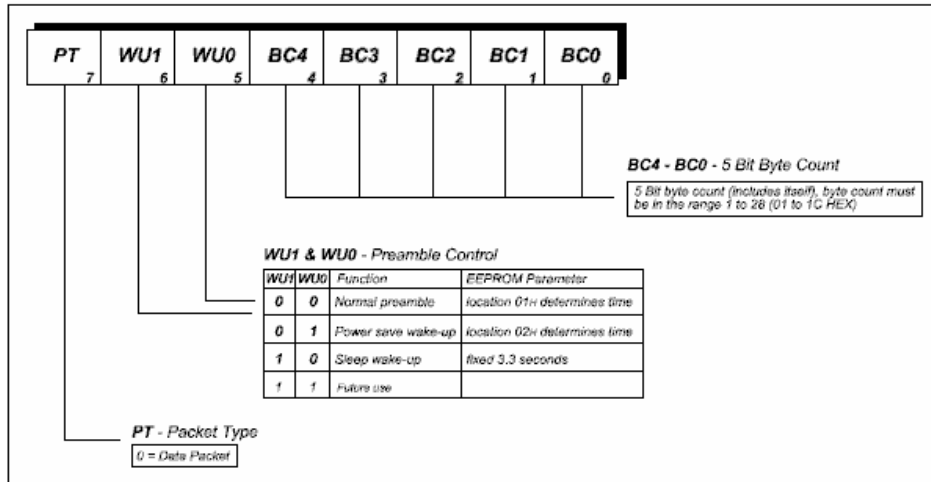 PT WU1 WU0 BC4 BC3 BC2 BC1 BC0
7 6 5 4 3 2 1 0
BC4 - BC0 - 5 Bit Byte Count
5 Bit byte count (includes itself), byte count must
be in the range 1 to 28 (01 to 1C HEX)
WU1 & WU0 - Preamble Control
WU1 WU0 Function EEPROM Parameter
0 0 Normal preamble location 01H determines time
0 1 Power save wake-up location 02H determines time
1 0 Sleep wake-up fixed 3.3 seconds
1 1 Future use
PT - Packet Type
0 = Data Packet